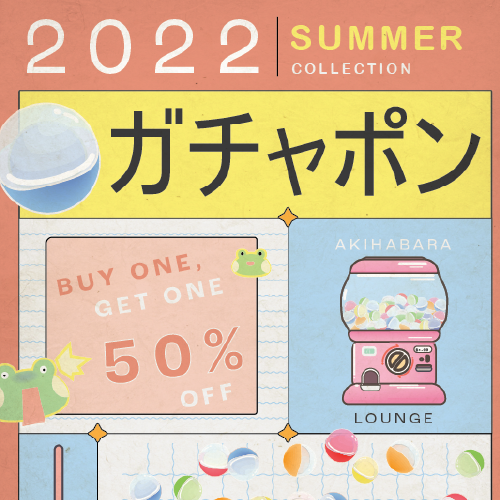 2022
SUMMER
COLLECTION
ガチャポン
BUY ONE,
GET ONE
50%
OFF
AKIHABARA
LOUNGE